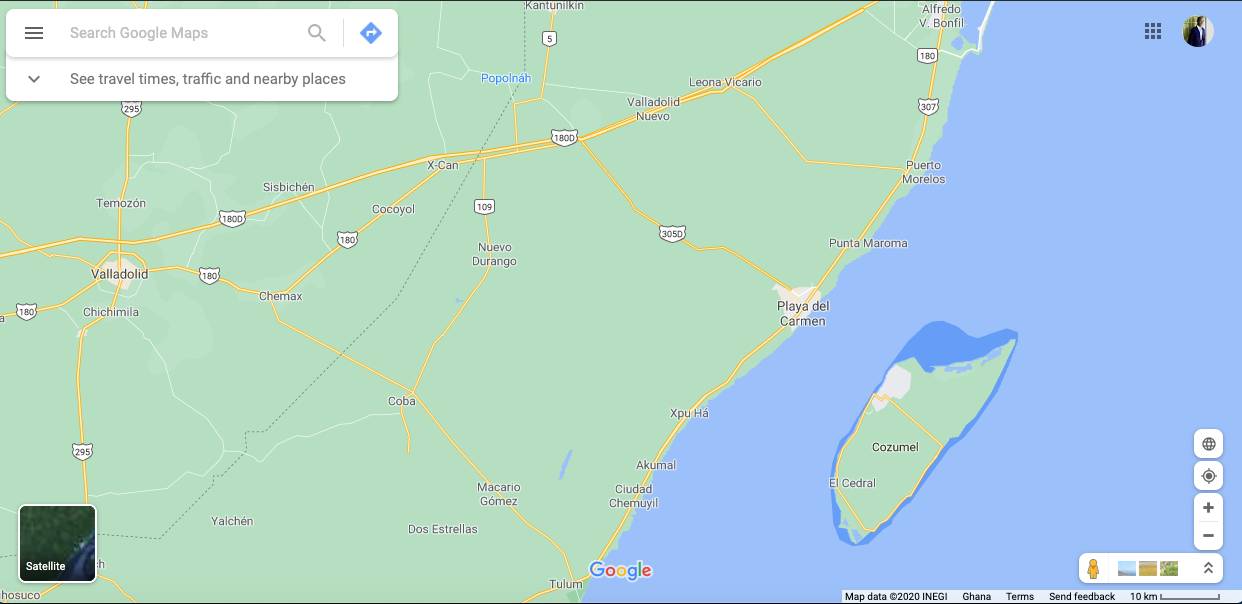 Kantunilkin
Alfredo
V. Bonfil
Search Google Maps
5
180
See travel times, traffic and nearby places
Popolnáh
Leona Vicario
295
Valladolid
Nuevo
307
180D
X-Can
Puerto
Morelos
Sisbichén
Temozón
Cocoyol
109
180D
305D
180
Punta Maroma
Nuevo
Durango
Valladolid
180
Chemax
180
Chichimila
Playa del
Carmen
Coba
Xpu Há
295
Cozumel
Akumal
El Cedral
Macario
Gómez
Ciudad
Chemuyil
Yalchén
Dos Estrellas
Satellite
Google
Tulum
Map data ©2020 INEGI Ghana Terms Send feedback 10 km